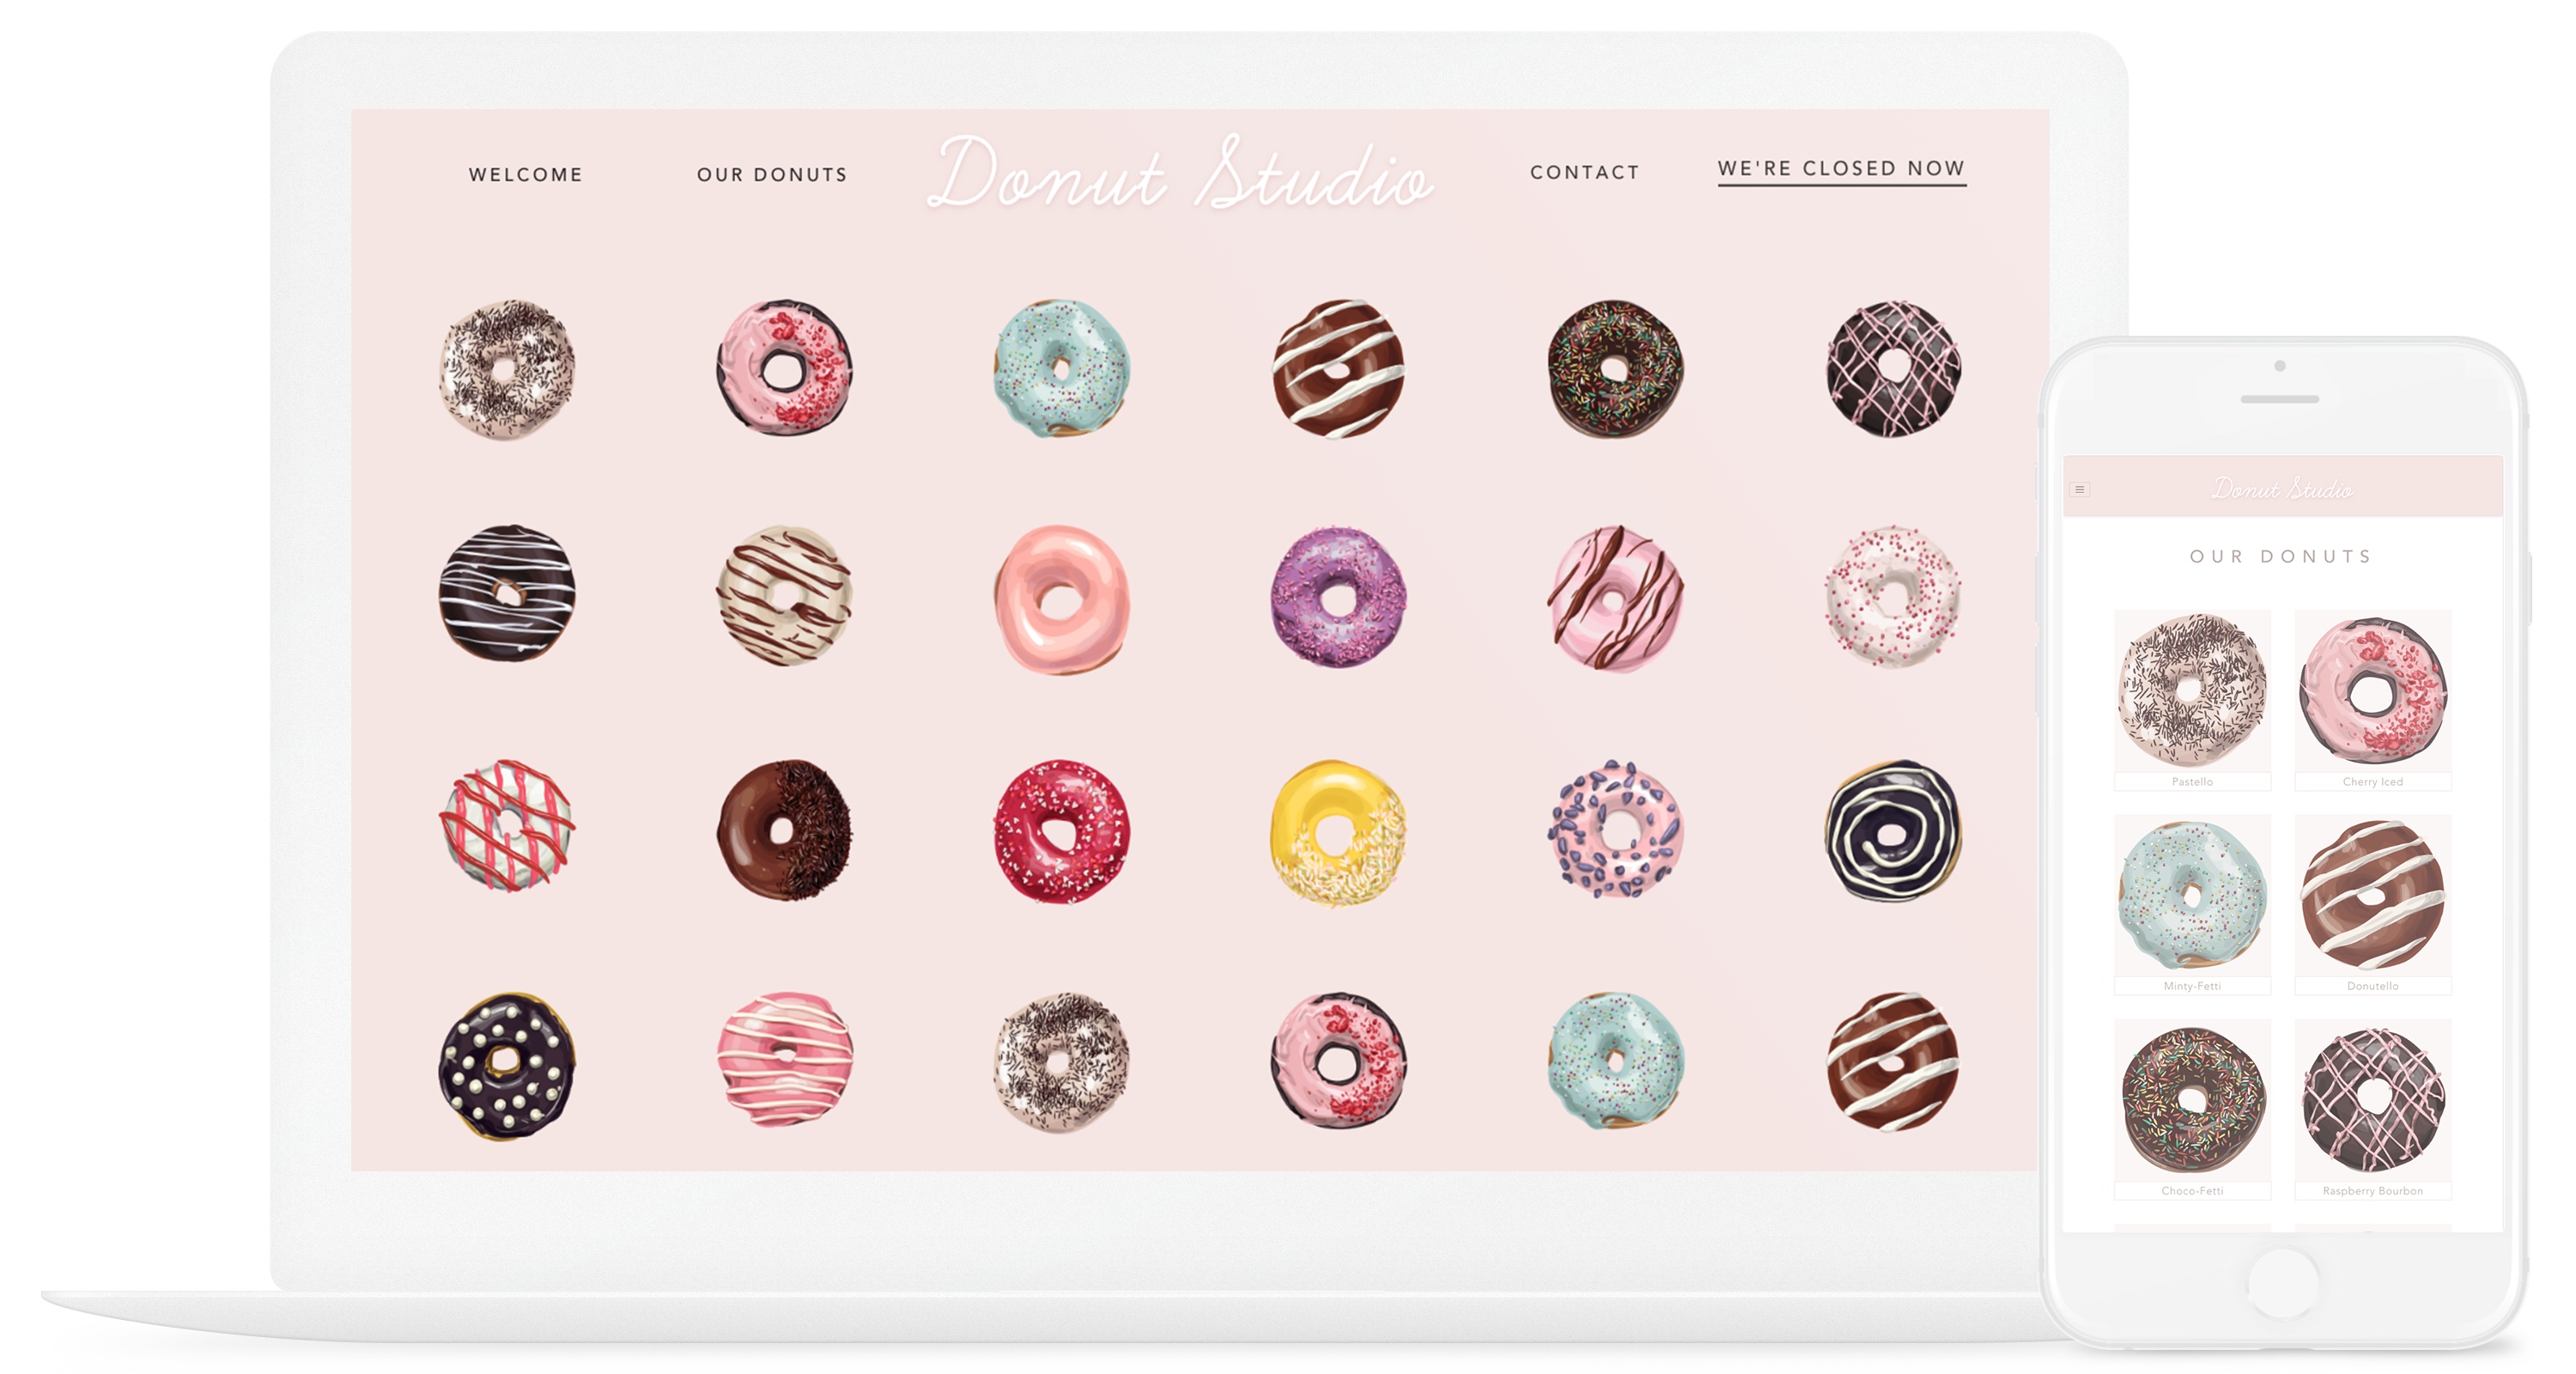 WELCOME
OUR DONUTS
Donut Studio
CONTACT
WE'RE CLOSED NOW
Donut Studio
OUR DONUTS
Pastello
Cherry Iced
Minty-Fetti
Donutello
Choco-Fetti
Raspberry Bourbon